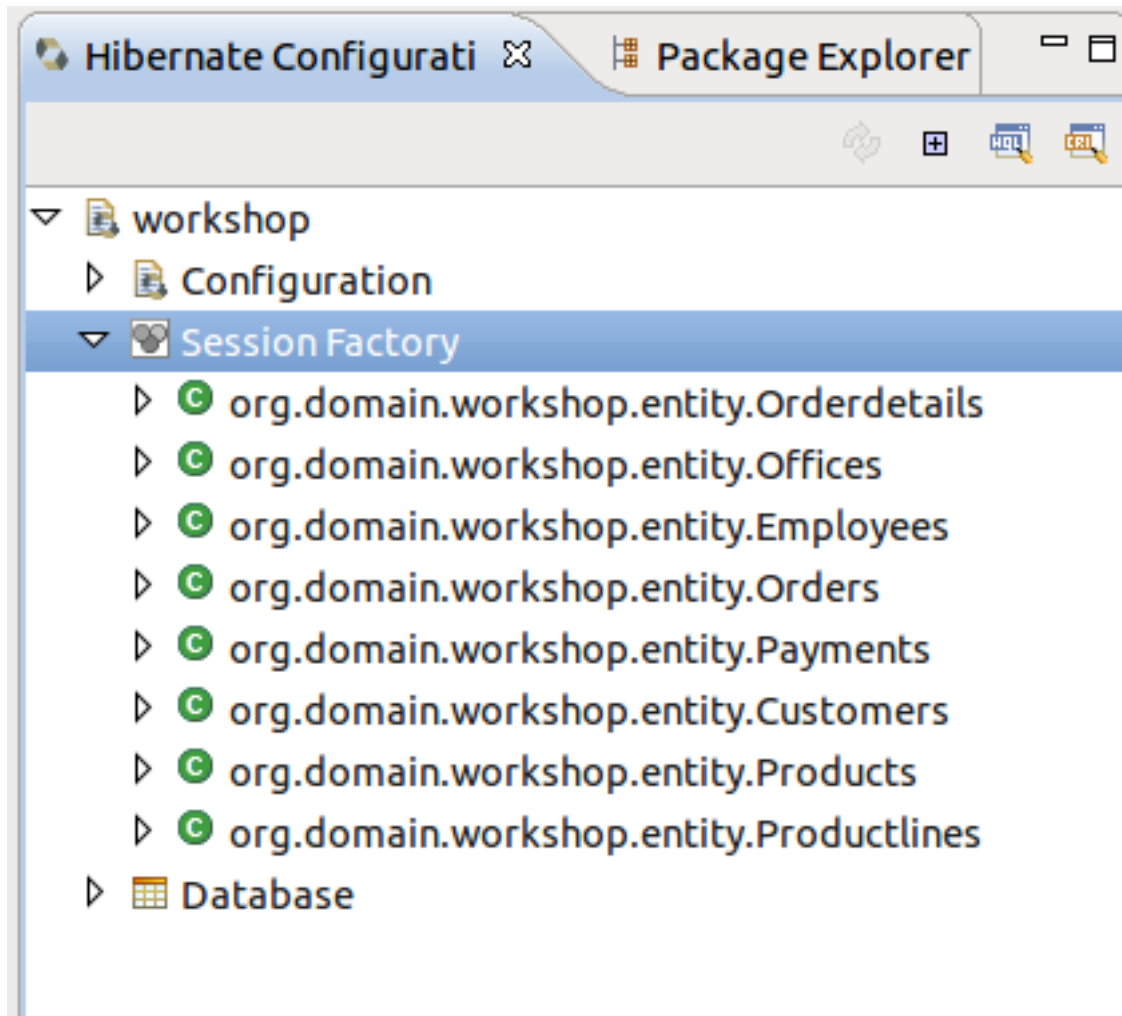 Hibernate Configurati Package Explorer
HQL CRI
workshop
Configuration
Session Factory
C org.domain.workshop.entity.Orderdetails
C org.domain.workshop.entity.Offices
C org.domain.workshop.entity.Employees
C org.domain.workshop.entity.Orders
C org.domain.workshop.entity.Payments
C org.domain.workshop.entity.Customers
C org.domain.workshop.entity.Products
C org.domain.workshop.entity.Productlines
Database